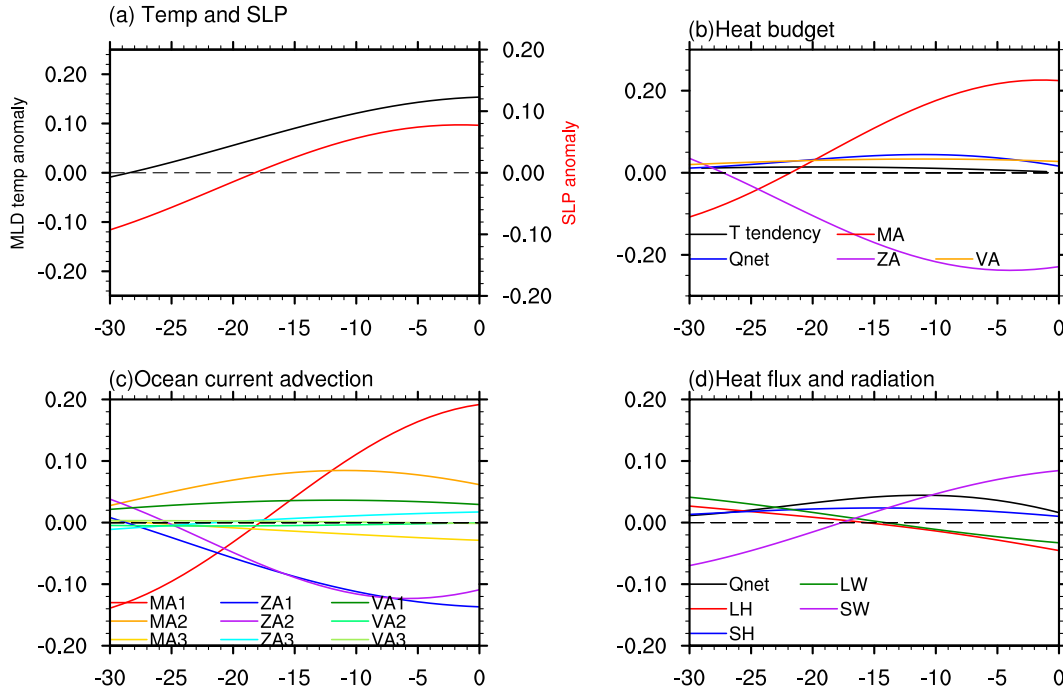 (a) Temp and SLP
MLD temp anomaly
0.20
0.10
0.00
-0.10
-0.20
0.20
0.10
0.00
-0.10
-0.20
SLP anomaly
-30 -25 -20 -15 -10 -5 0
(b)Heat budget
0.20
0.00
-0.20
T tendency MA
Qnet ZA VA
-30 -25 -20 -15 -10 -5 0
(c)Ocean current advection
0.20
0.10
0.00
-0.10
-0.20
MA1 ZA1 VA1
MA2 ZA2 VA2
MA3 ZA3 VA3
-30 -25 -20 -15 -10 -5 0
(d)Heat flux and radiation
0.20
0.10
0.00
-0.10
-0.20
Qnet LW
LH SW
SH
-30 -25 -20 -15 -10 -5 0